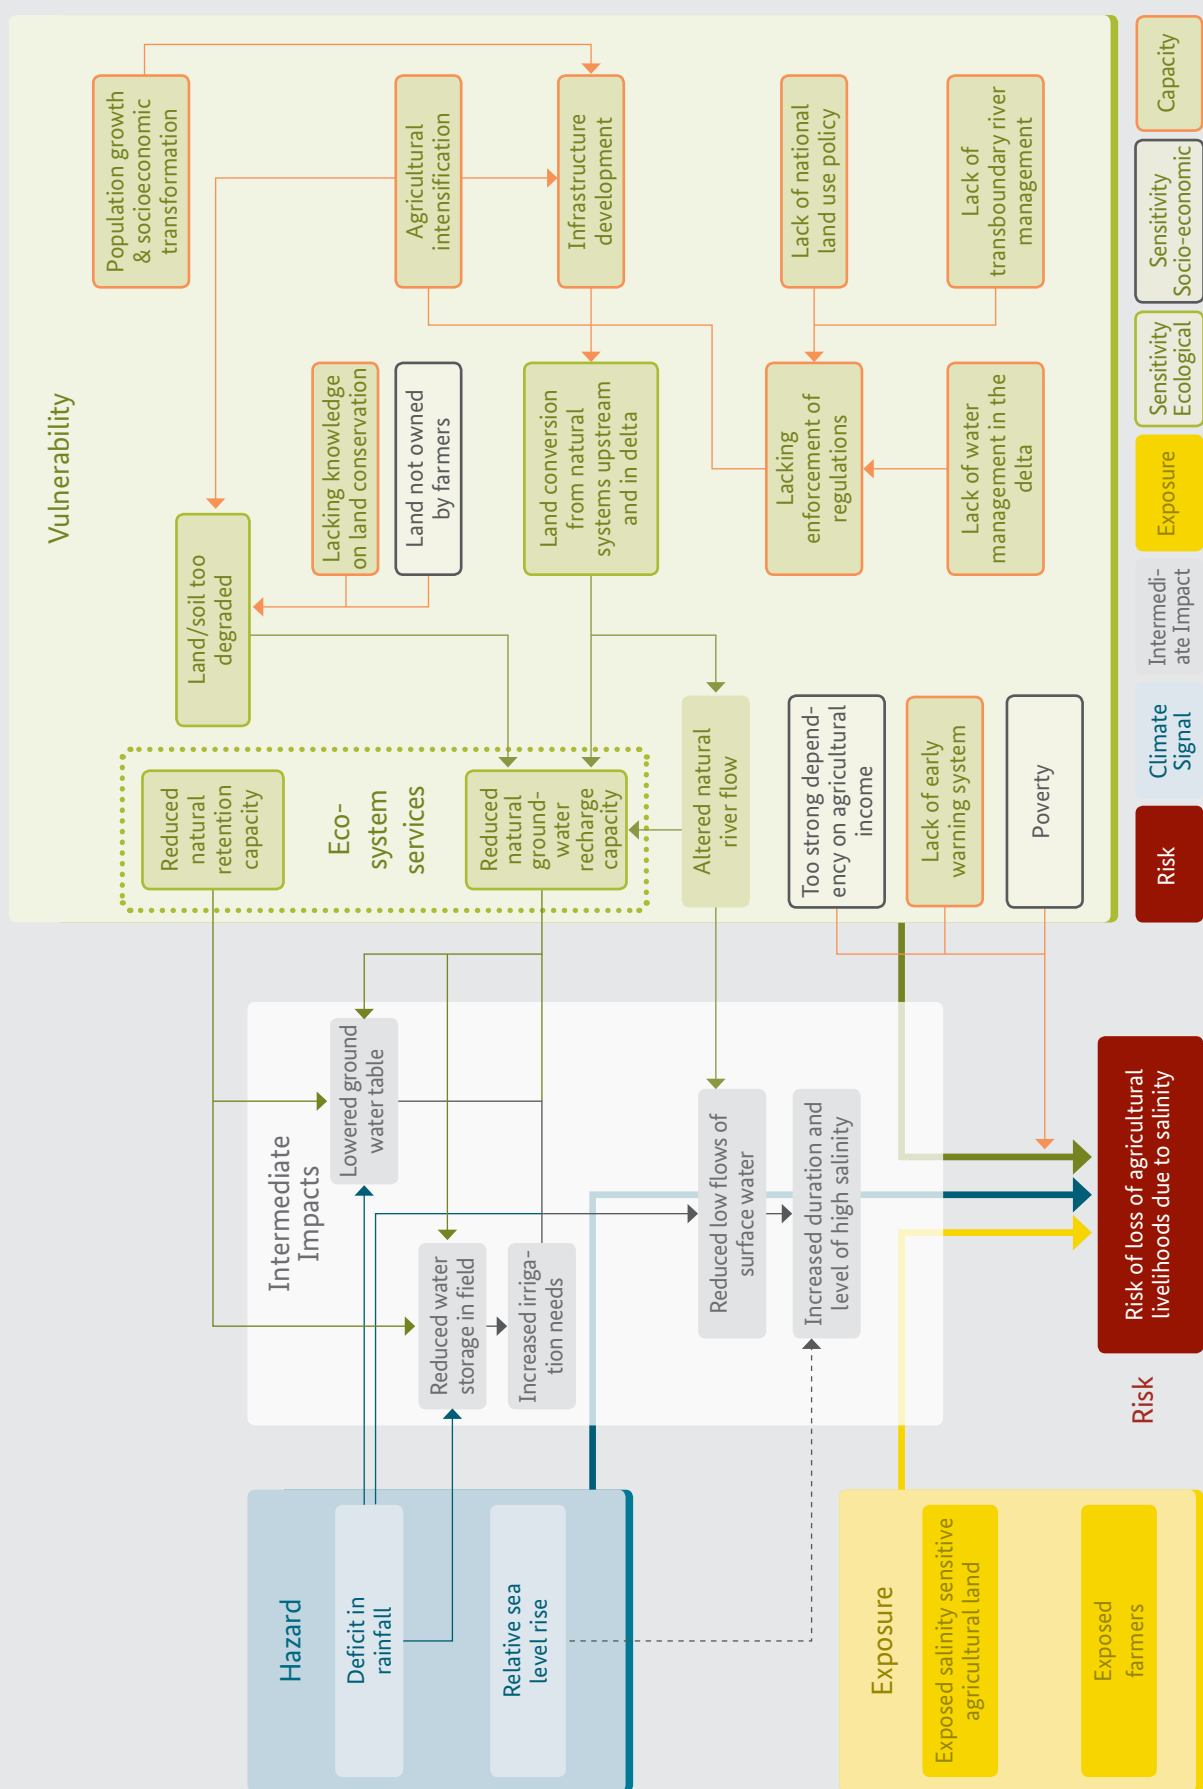 Hazard
Deficit in
rainfall
Relative sea
level rise
Exposure
Exposed salinity sensitive
agricultural land
Exposed
farmers
Intermediate
Impacts
Lowered ground
water table
Reduced water
storage in field
Increased irriga-
tion needs
Reduced low flows of
surface water
Increased duration and
level of high salinity
Risk
Risk of loss of agricultural
livelihoods due to salinity
Vulnerability
Reduced
natural
retention
capacity
Eco-
system
services
Reduced
natural
ground-
water
recharge
capacity
Altered natural
river flow
Too strong depend-
ency on agricultural
income
Lack of early
warning system
Poverty
Land/soil too
degraded
Lacking knowledge
on land conservation
Land not owned
by farmers
Land conversion
from natural
systems upstream
and in delta
Lacking
enforcement of
regulations
Lack of water
management in the
delta
Population growth
& socioeconomic
transformation
Agricultural
intensification
Infrastructure
development
Lack of national
land use policy
Lack of
transboundary river
management
Risk
Climate
Signal
Intermedi-
ate Impact
Exposure
Sensitivity
Ecological
Sensitivity
Socio-economic
Capacity